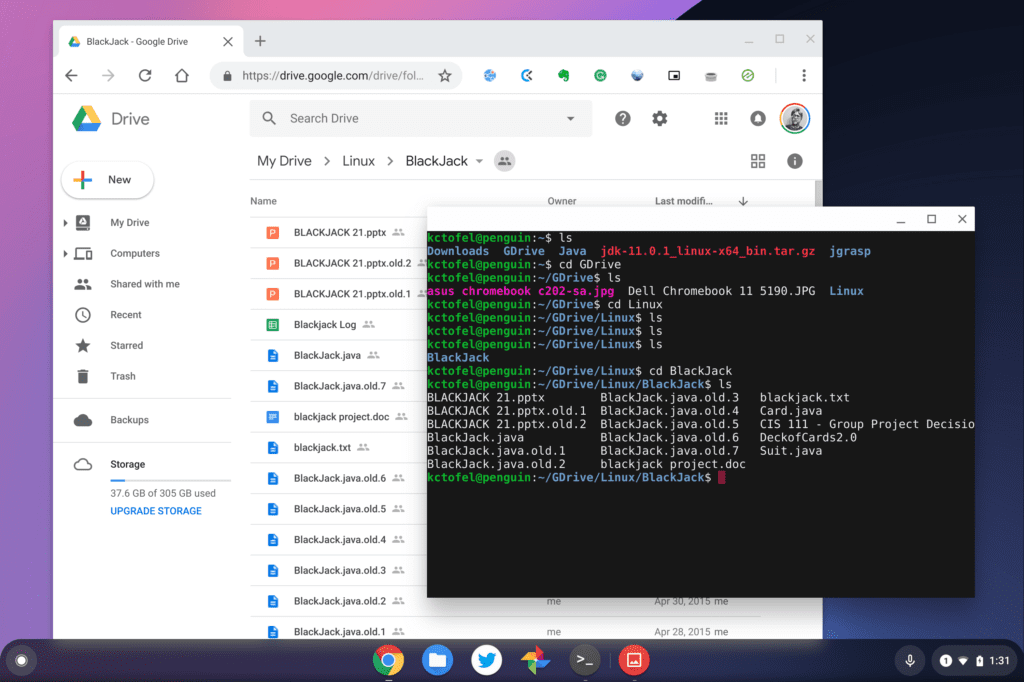 BlackJack - Google Drive
https://drive.google.com/drive/fol...
Drive
Search Drive
My Drive > Linux > BlackJack
New
My Drive
Computers
Shared with me
Recent
Starred
Trash
Backups
Storage
37.6 GB of 305 GB used
UPGRADE STORAGE
Name Owner Last modifi...
BLACKJACK 21.pptx
BLACKJACK 21.pptx.old.2
BLACKJACK 21.pptx.old.1
Blackjack Log
BlackJack.java
BlackJack.java.old.7
blackjack project.doc
blackjack.txt
BlackJack.java.old.6
BlackJack.java.old.5
BlackJack.java.old.4
BlackJack.java.old.3
BlackJack.java.old.2 me Apr 30, 2015 me
BlackJack.java.old.1 me Apr 28, 2015 me
kctofel@penguin:~$ ls
Downloads GDrive Java jdk-11.0.1_linux-x64_bin.tar.gz jgrasp
kctofel@penguin:~$ cd GDrive
kctofel@penguin:~/GDrive$ ls
asus chromebook c202-sa.jpg Dell Chromebook 11 5190.JPG Linux
kctofel@penguin:~/GDrive$ cd Linux
kctofel@penguin:~/GDrive/Linux$ ls
kctofel@penguin:~/GDrive/Linux$ ls
kctofel@penguin:~/GDrive/Linux$ ls
BlackJack
kctofel@penguin:~/GDrive/Linux$ cd BlackJack
kctofel@penguin:~/GDrive/Linux/BlackJack$ ls
BLACKJACK 21.pptx BlackJack.java.old.3 blackjack.txt
BLACKJACK 21.pptx.old.1 BlackJack.java.old.4 Card.java
BLACKJACK 21.pptx.old.2 BlackJack.java.old.5 CIS 111 - Group Project Decisio
BlackJack.java BlackJack.java.old.6 DeckofCards2.0
BlackJack.java.old.1 BlackJack.java.old.7 Suit.java
BlackJack.java.old.2 blackjack project.doc
kctofel@penguin:~/GDrive/Linux/BlackJack$
1 1:31